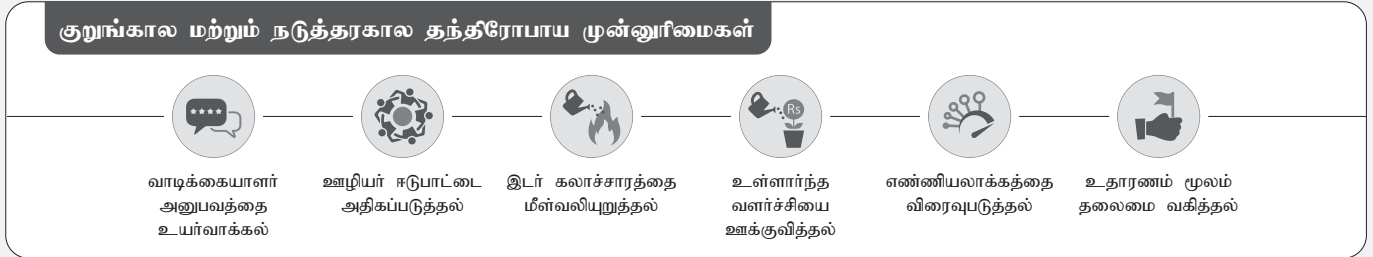 குறுங்கால மற்றும் நடுத்தரகால தந்திரோபாய முன்னுரிமைகள்
Rs
வாடிக்கையாளர்
அனுபவத்தை
உயர்வாக்கல்
ஊழியர் ஈடுபாட்டை
அதிகப்படுத்தல்
இடர் கலாச்சாரத்தை
மீள்வலியுறுத்தல்
உள்ளார்ந்த
வளர்ச்சியை
ஊக்குவித்தல்
எண்ணியலாக்கத்தை
விரைவுபடுத்தல்
உதாரணம் மூலம்
தலைமை வகித்தல்